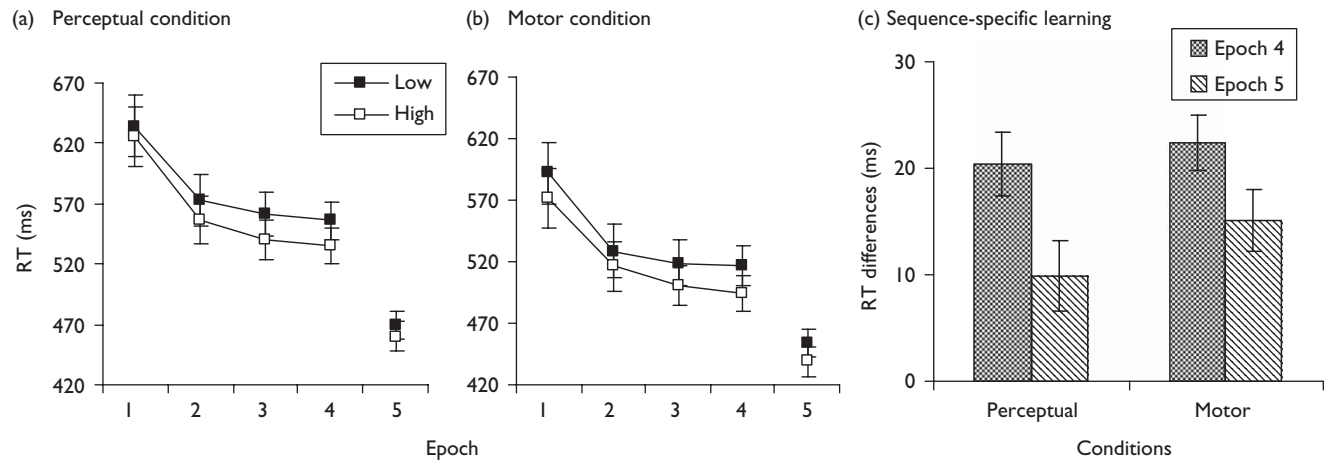 (a) Perceptual condition
RT (ms)
670
620
570
520
470
420
Low
High
1 2 3 4 5
(b) Motor condition
670
620
570
520
470
420
1 2 3 4 5
Epoch
(c) Sequence-specific learning
RT differences (ms)
30
20
10
0
Epoch 4
Epoch 5
Perceptual Motor
Conditions